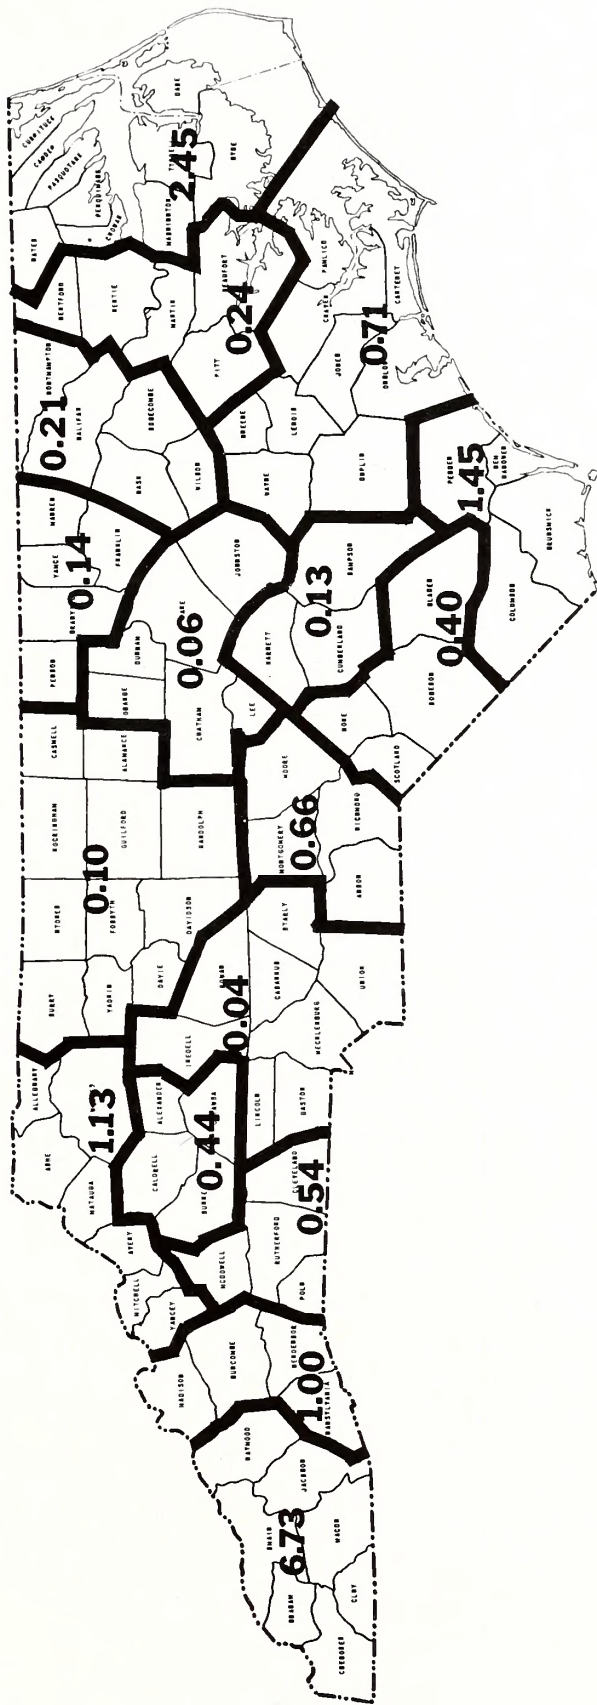 CHEROKEE
GRAHAM
CLAY
SWAIN
6.73
MACON
JACKSON
HAYWOOD
MADISON
BUNCOMBE
HENDERSON
1.00
YANCEY
MITCHELL
AVERY
MCDOWELL
POLK
RUTHERFORD
CLEVELAND
0.54
ASHE
ALLEGHANY
WATAUGA
1.13
CALDWELL
ALEXANDER
BURKE
0.44
LINCOLN
GASTON
IREDELL
ROWAN
0.04
CABARRUS
MECKLENBURG
STANLY
UNION
SURRY
YADKIN
DAVIE
STOKES
FORSYTH
DAVIDSON
0.10
ROCKINGHAM
GUILFORD
RANDOLPH
CASWELL
ALAMANCE
MONTGOMERY
MOORE
0.66
ANSON
RICHMOND
SCOTLAND
HOKE
ROBESON
0.40
BLADEN
PERSON
0.14
VANCE
WARREN
FRANKLIN
ORANGE
DURHAM
CHATHAM
0.06
LEE
JOHNSTON
HARNETT
CUMBERLAND
0.13
SAMPSON
NORTHAMPTON
HALIFAX
0.21
NASH
EDGECOMBE
WILSON
WAYNE
GREENE
LENOIR
DUPLIN
JONES
CRAVEN
PAMLICO
CARTERET
0.71
PENDER
1.45
NEW
HANOVER
BRUNSWICK
COLUMBUS
HERTFORD
BERTIE
MARTIN
PITT
BEAUFORT
0.24
GATES
CURRITUCK
CAMDEN
PASQUOTANK
PERQUIMANS
CHOWAN
WASHINGTON
2.45
DARE
HYDE